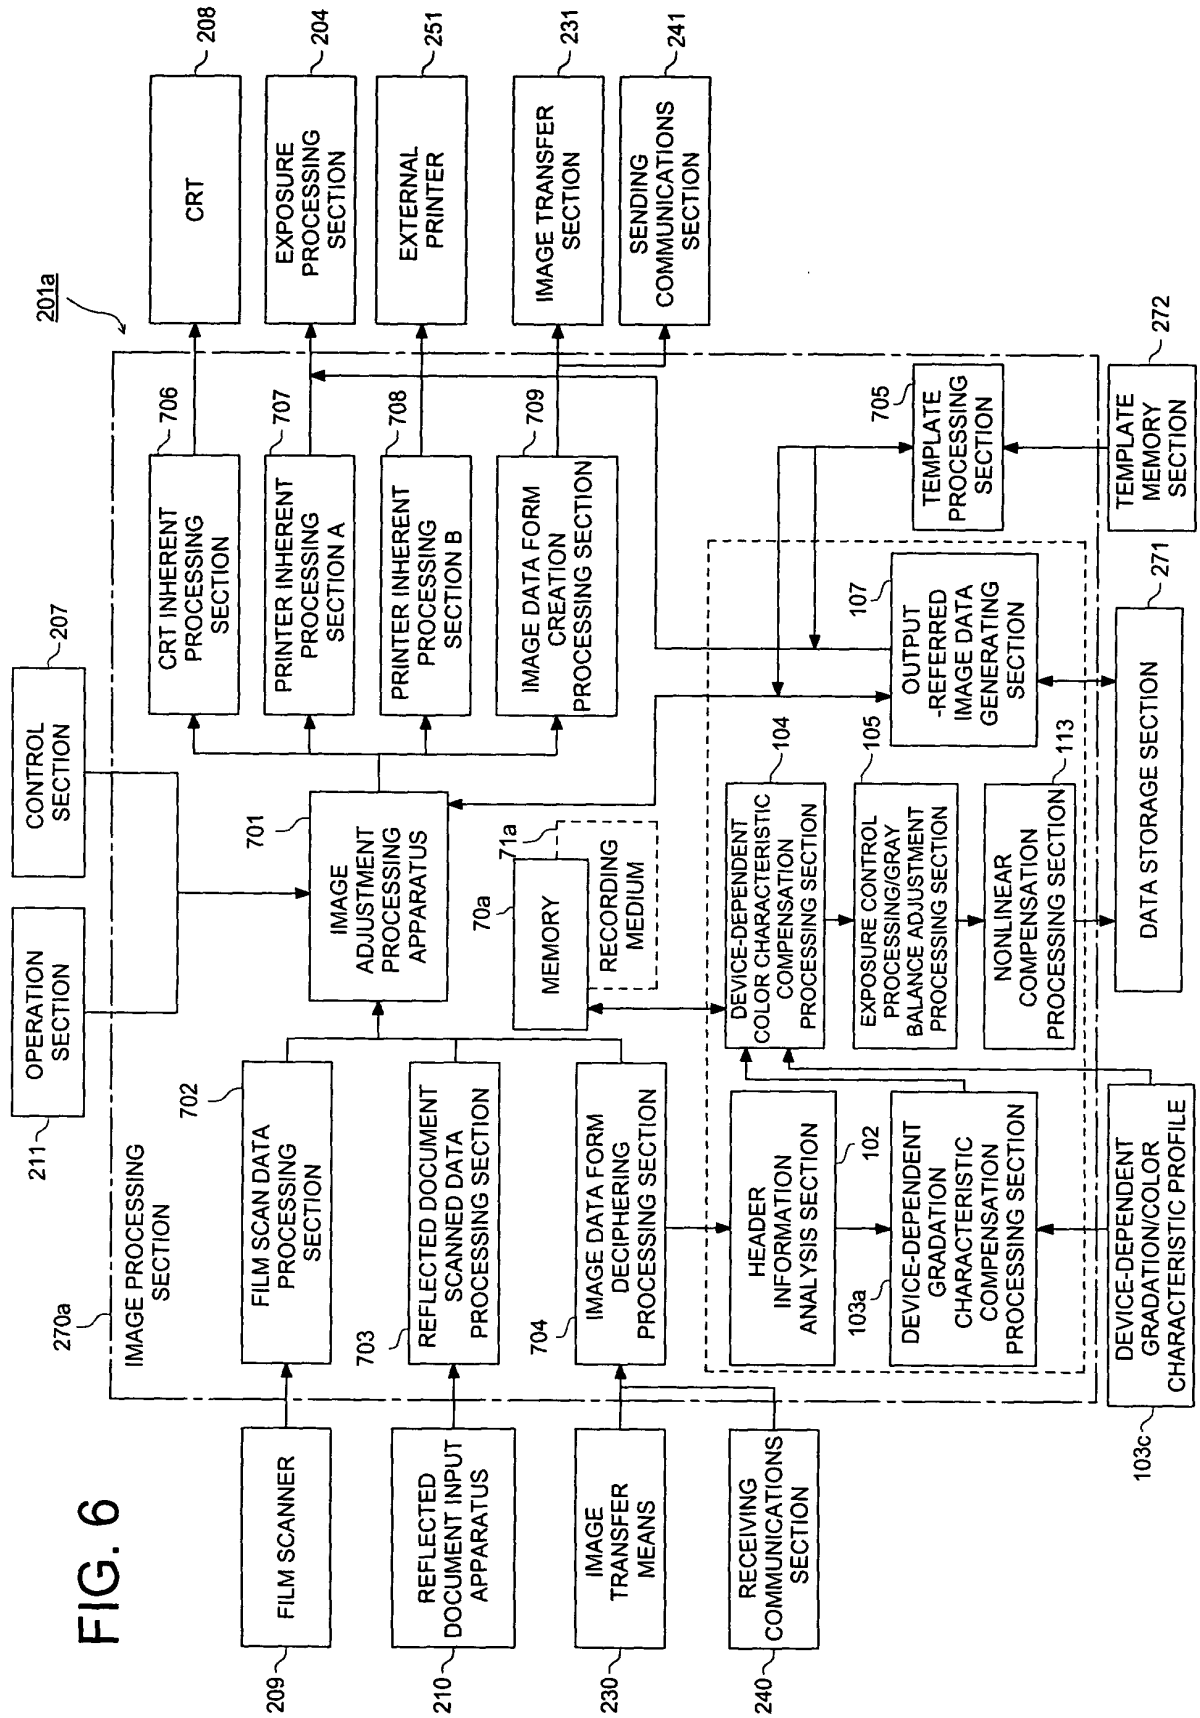 FIG. 6
201a
211
OPERATION
SECTION
CONTROL
SECTION
207
270a
IMAGE PROCESSING
SECTION
209
FILM SCANNER
702
FILM SCAN DATA
PROCESSING
SECTION
210
REFLECTED
DOCUMENT INPUT
APPARATUS
703
REFLECTED DOCUMENT
SCANNED DATA
PROCESSING SECTION
230
IMAGE
TRANSFER
MEANS
704
IMAGE DATA FORM
DECIPHERING
PROCESSING SECTION
240
RECEIVING
COMMUNICATIONS
SECTION
701
IMAGE
ADJUSTMENT
PROCESSING
APPARATUS
70a
MEMORY
71a
RECORDING
MEDIUM
CRT INHERENT
PROCESSING
SECTION
706
CRT
208
PRINTER INHERENT
PROCESSING
SECTION A
707
EXPOSURE
PROCESSING
SECTION
204
PRINTER INHERENT
PROCESSING
SECTION B
708
EXTERNAL
PRINTER
251
IMAGE DATA FORM
CREATION
PROCESSING SECTION
709
IMAGE TRANSFER
SECTION
231
SENDING
COMMUNICATIONS
SECTION
241
HEADER
INFORMATION
ANALYSIS SECTION
102
103a
DEVICE-DEPENDENT
GRADATION
CHARACTERISTIC
COMPENSATION
PROCESSING SECTION
DEVICE-DEPENDENT
COLOR CHARACTERISTIC
COMPENSATION
PROCESSING SECTION
104
EXPOSURE CONTROL
PROCESSING/GRAY
BALANCE ADJUSTMENT
PROCESSING SECTION
105
NONLINEAR
COMPENSATION
PROCESSING SECTION
113
107
OUTPUT
-REFERRED
IMAGE DATA
GENERATING
SECTION
705
TEMPLATE
PROCESSING
SECTION
103c
DEVICE-DEPENDENT
GRADATION/COLOR
CHARACTERISTIC PROFILE
DATA STORAGE SECTION
271
TEMPLATE
MEMORY
SECTION
272